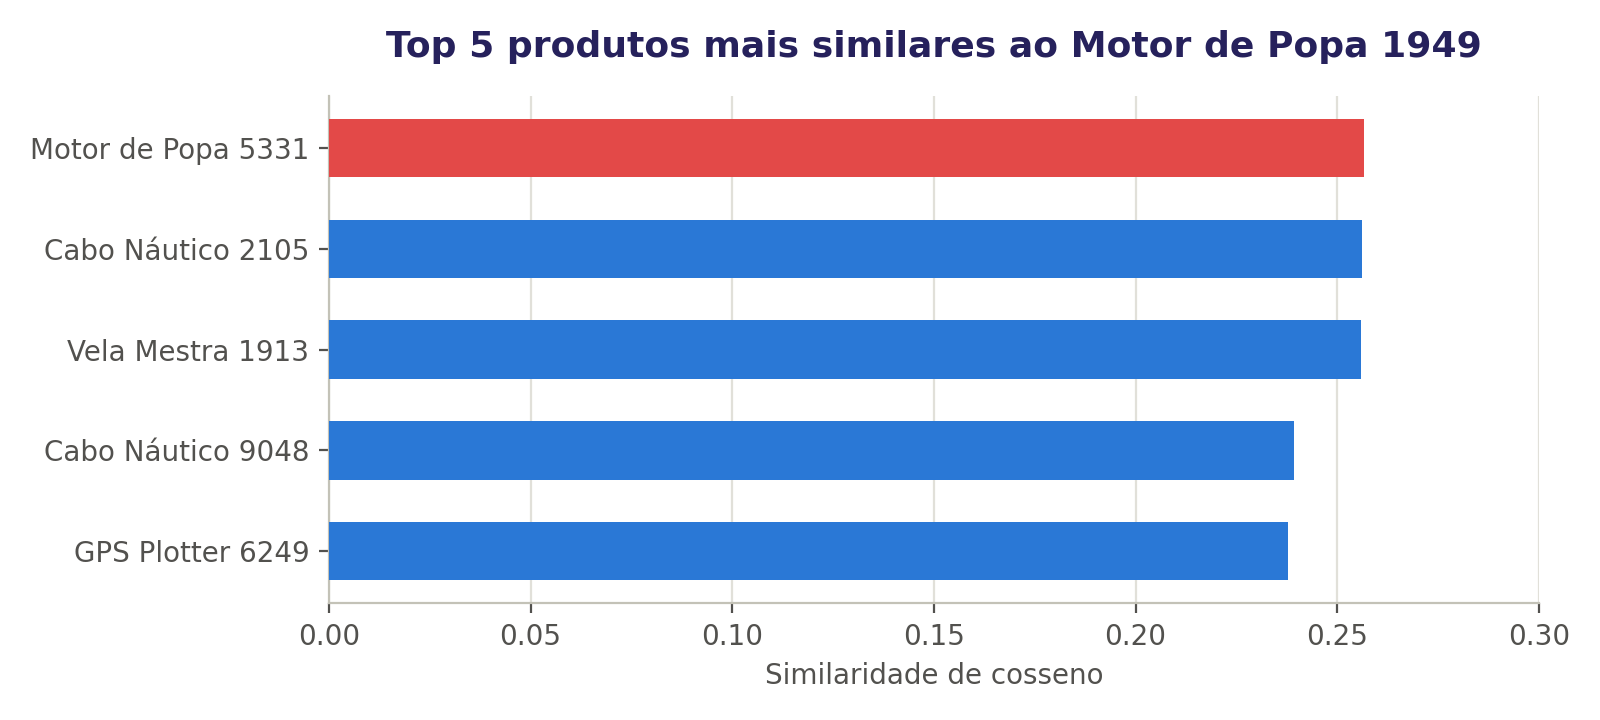 Top 5 produtos mais similares ao Motor de Popa 1949
Motor de Popa 5331
Cabo Náutico 2105
Vela Mestra 1913
Cabo Náutico 9048
GPS Plotter 6249
0.00 0.05 0.10 0.15 0.20 0.25 0.30
Similaridade de cosseno